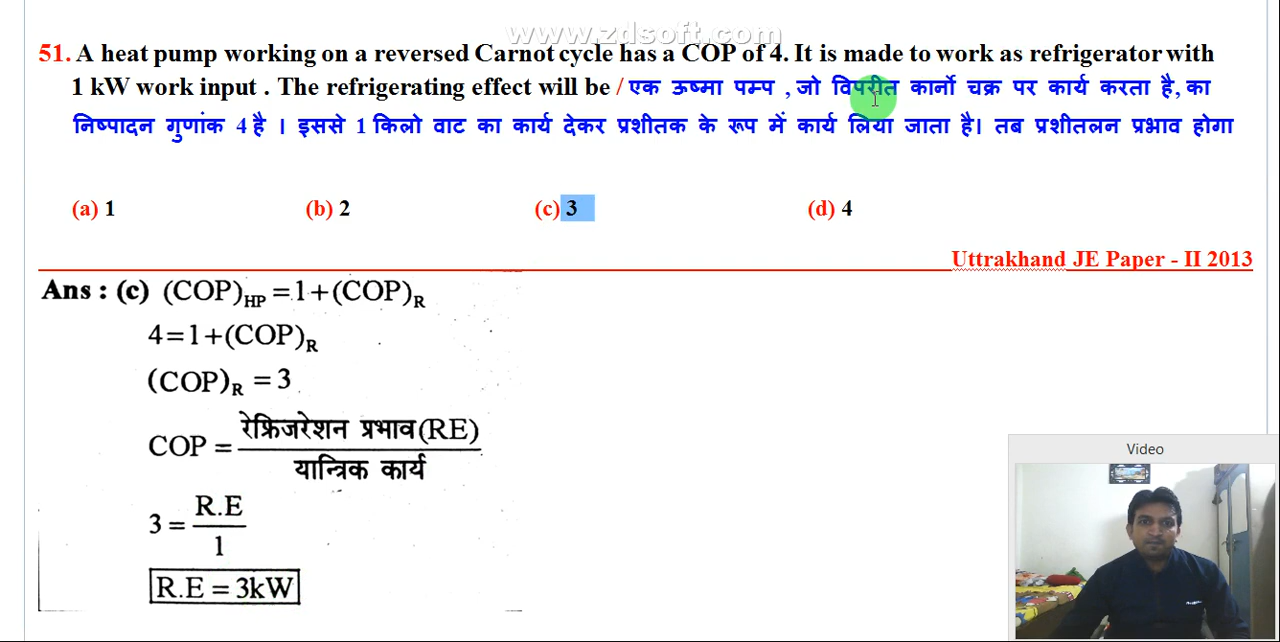 www.zdsoft.com
51. A heat pump working on a reversed Carnot cycle has a COP of 4. It is made to work as refrigerator with
1 kW work input . The refrigerating effect will be / एक ऊष्मा पम्प , जो विपरीत कार्नो चक्र पर कार्य करता है, का
निष्पादन गुणांक 4 है । इससे 1 किलो वाट का कार्य देकर प्रशीतक के रूप में कार्य लिया जाता है। तब प्रशीतलन प्रभाव होगा
(a) 1 (b) 2 (c) 3 (d) 4
Uttrakhand JE Paper - II 2013
Ans : (c) (COP)HP = 1+(COP)R
4=1+(COP)R
(COP)R = 3
COP = रेफ्रिजरेशन प्रभाव (RE)
यान्त्रिक कार्य
3 = R.E
1
R.E = 3kW
Video